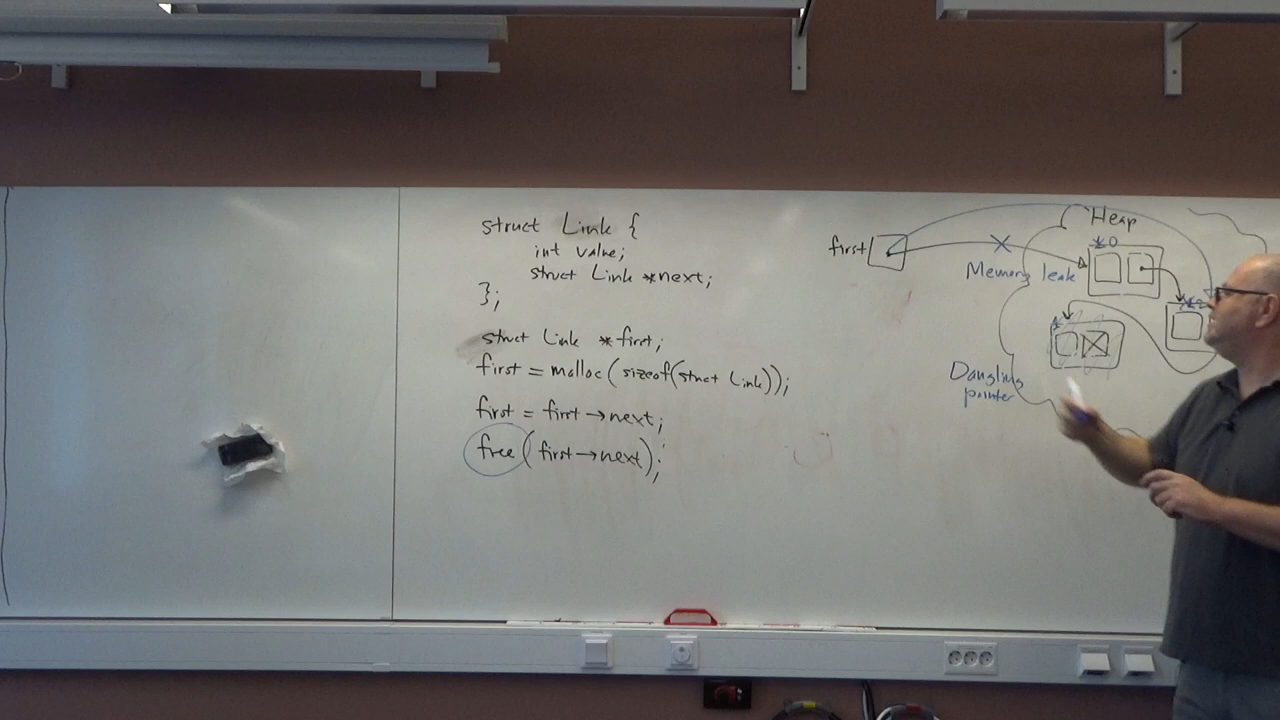 struct Link {
int value;
struct Link *next;
};
struct Link *first;
first = malloc(sizeof(struct Link));
first = first→next;
free(first→next);
first
Heap
Memory leak
Dangling
pointer